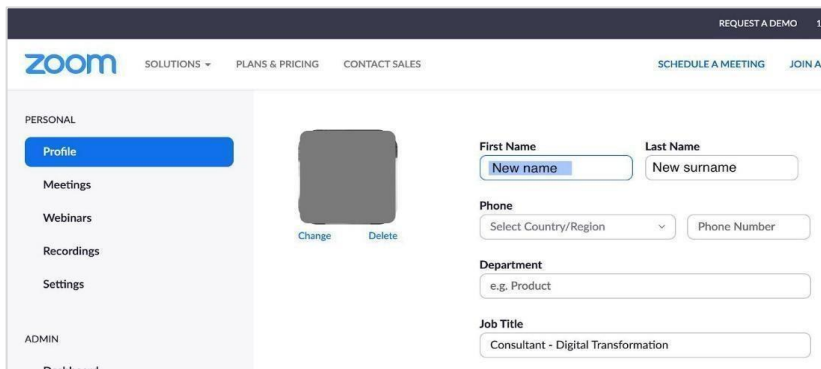 REQUEST A DEMO 1
zoom SOLUTIONS PLANS & PRICING CONTACT SALES SCHEDULE A MEETING JOIN A
PERSONAL
Profile
Meetings
Webinars
Recordings
Settings
ADMIN
Change Delete
First Name Last Name
New name New surname
Phone
Select Country/Region Phone Number
Department
e.g. Product
Job Title
Consultant - Digital Transformation